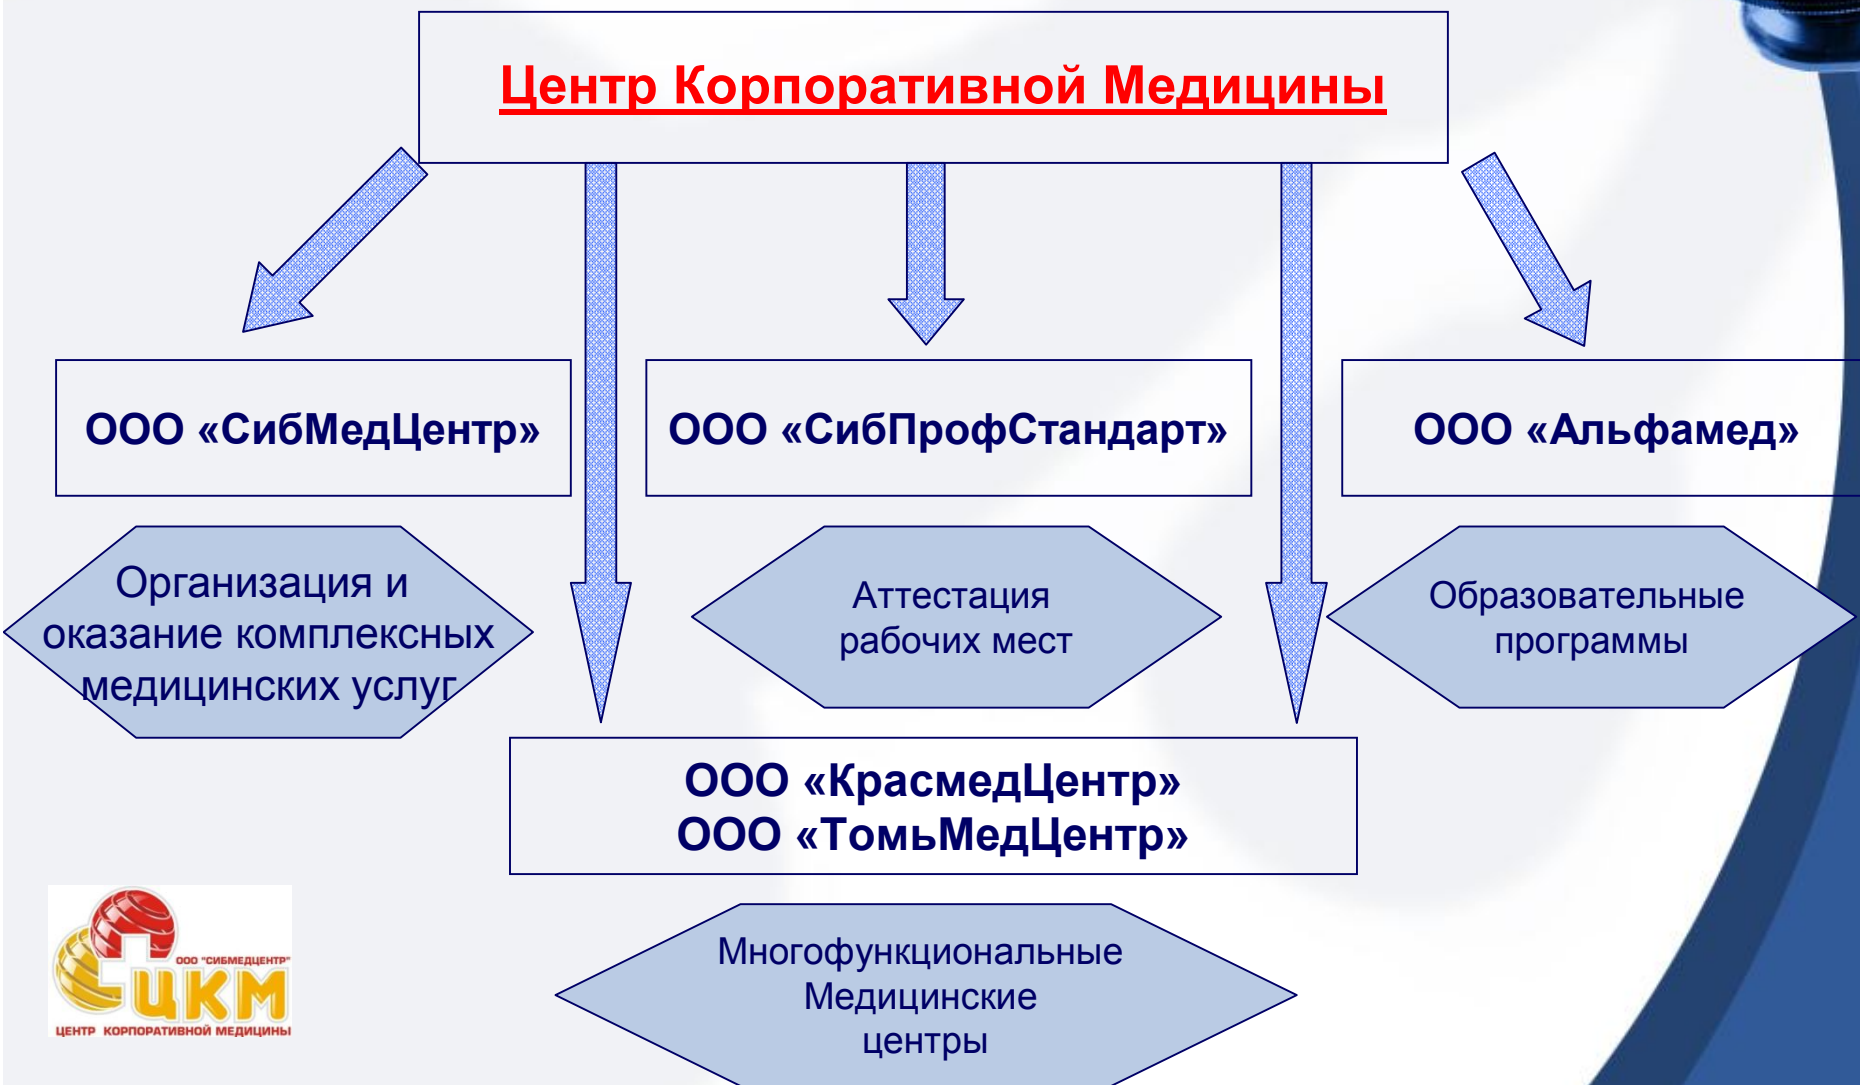 Центр Корпоративной Медицины
ООО «СибМедЦентр»
ООО «СибПрофСтандарт»
ООО «Альфамед»
Организация и
оказание комплексных
медицинских услуг
Аттестация
рабочих мест
Образовательные
программы
ООО «КрасмедЦентр»
ООО «ТомьМедЦентр»
Многофункциональные
Медицинские
центры
ООО "СИБМЕДЦЕНТР"
ЦКМ
ЦЕНТР КОРПОРАТИВНОЙ МЕДИЦИНЫ